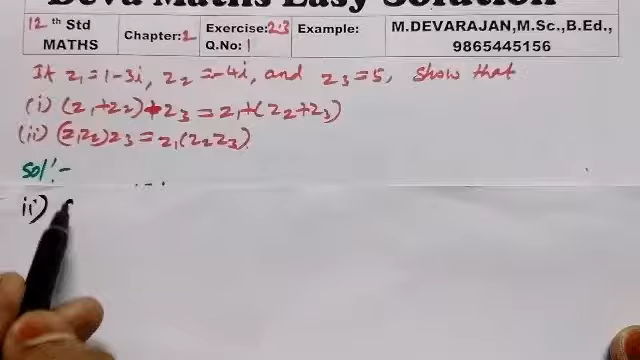 Deva Maths Easy Solution
12 th Std MATHS Chapter:2 Exercise:2.3 Q.No: 1 Example: M.DEVARAJAN,M.Sc.,B.Ed., 9865445156
If z₁=1-3i, z₂=-4i, and z₃=5, show that
(i) (z₁+z₂)+z₃=z₁+(z₂+z₃)
(ii) (z₁z₂)z₃=z₁(z₂z₃)
Sol:-
ii)